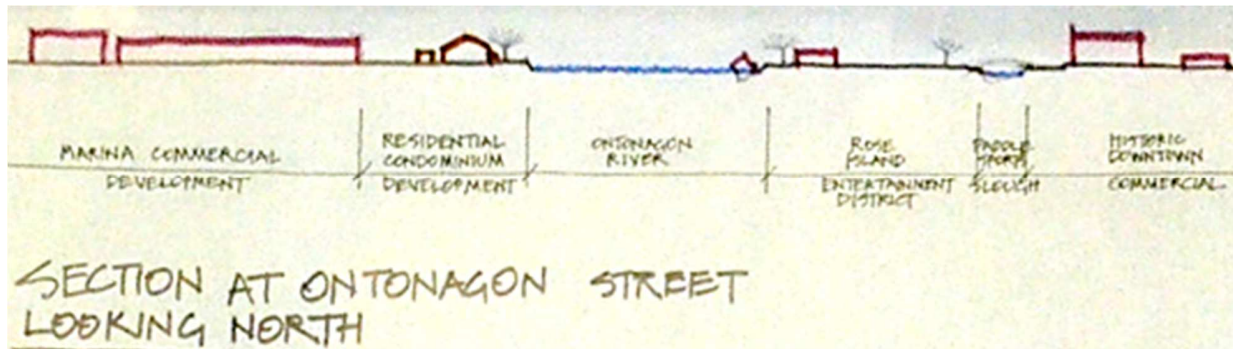 MARINA COMMERCIAL
DEVELOPMENT
RESIDENTIAL
CONDOMINIUM
DEVELOPMENT
ONTONAGON
RIVER
ROSE
ISLAND
ENTERTAINMENT
DISTRICT
PADDLE
SPORTS
SLOUGH
HISTORIC
DOWNTOWN
COMMERCIAL
SECTION AT ONTONAGON STREET
LOOKING NORTH